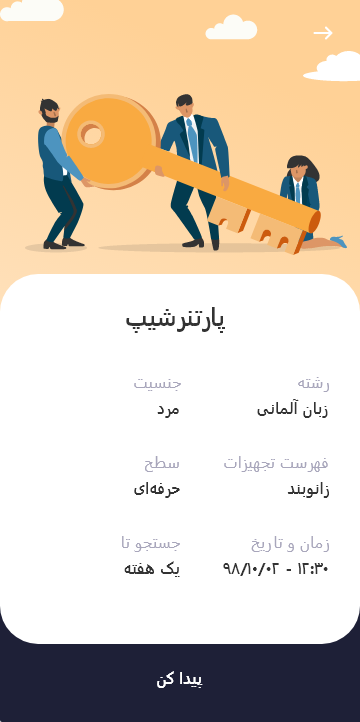 پارتنرشیپ
رشته
جنسیت
زبان آلمانی
مرد
فهرست تجهیزات
سطح
زانوبند
حرفه‌ای
زمان و تاریخ
جستجو تا
۹۸/۱۰/۰۲ - ۱۲:۳۰
یک هفته
پیدا کن